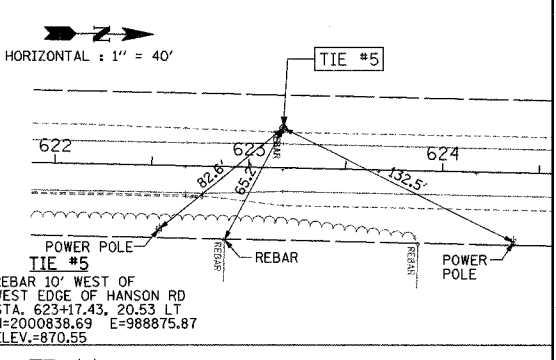 N
HORIZONTAL : 1" = 40'
TIE #5
REBAR
622
623
624
82.6'
65.2'
132.5'
POWER POLE
REBAR
REBAR
REBAR
POWER
POLE
TIE #5
REBAR 10' WEST OF
WEST EDGE OF HANSON RD
STA. 623+17.43, 20.53 LT
N=2000838.69 E=988875.87
ELEV.=870.55